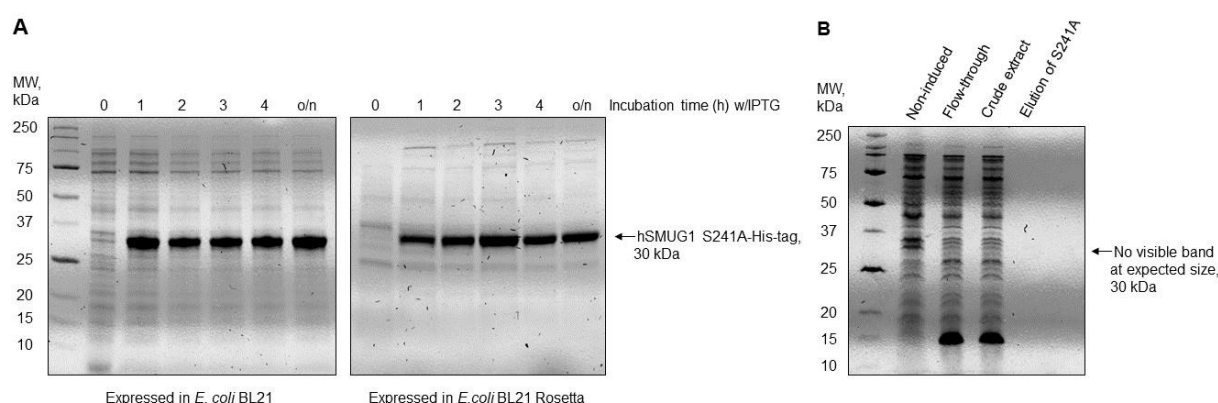 A
MW,
kDa
0 1 2 3 4 o/n 0 1 2 3 4 o/n Incubation time (h) w/IPTG
250
75
50
37
25
20
15
10
hSMUG1 S241A-His-tag,
30 kDa
Expressed in E. coli BL21
Expressed in E.coli BL21 Rosetta
B
MW,
kDa
Non-induced
Flow-through
Crude extract
Elution of S241A
250
75
50
37
25
20
15
10
No visible band
at expected size,
30 kDa